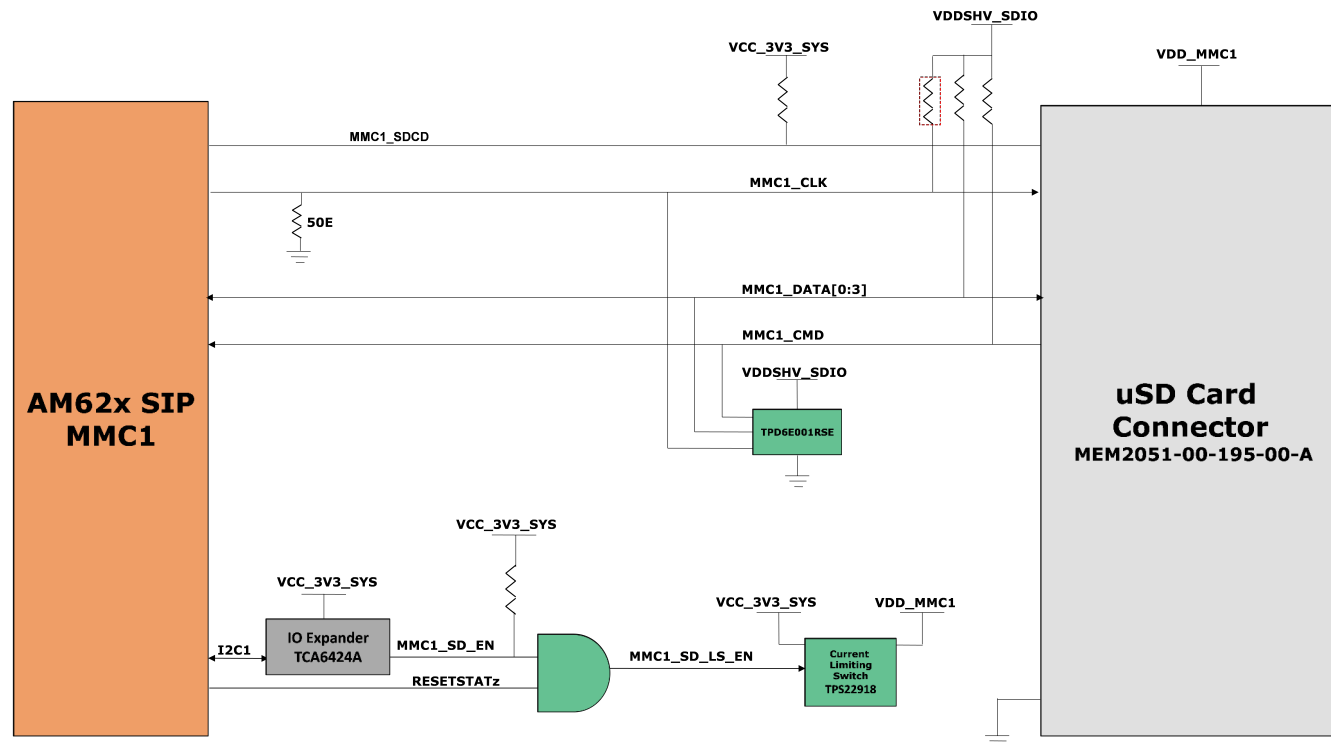 VDDSHV_SDIO
VCC_3V3_SYS
VDD_MMC1
MMC1_SDCD
MMC1_CLK
50E
MMC1_DATA[0:3]
MMC1_CMD
VDDSHV_SDIO
AM62x SIP
MMC1
TPD6E001RSE
uSD Card
Connector
MEM2051-00-195-00-A
VCC_3V3_SYS
VCC_3V3_SYS
VCC_3V3_SYS
VDD_MMC1
I2C1
IO Expander
TCA6424A
MMC1_SD_EN
RESETSTATz
MMC1_SD_LS_EN
Current
Limiting
Switch
TPS22918